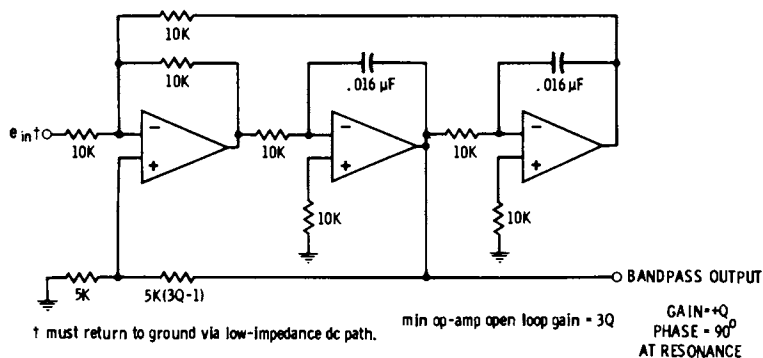 10K
10K
.016 µF
.016 µF
e in †
10K
−
+
10K
−
+
10K
−
+
10K
10K
5K
5K(3Q-1)
BANDPASS OUTPUT
† must return to ground via low-impedance dc path.
min op-amp open loop gain = 3Q
GAIN=+Q
PHASE = 90°
AT RESONANCE